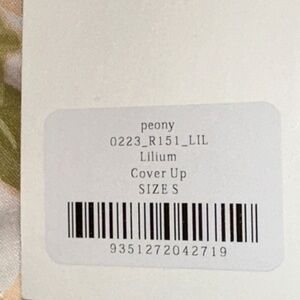 peony
0223_R151_LIL
Lilium
Cover Up
SIZE S
9351272042719